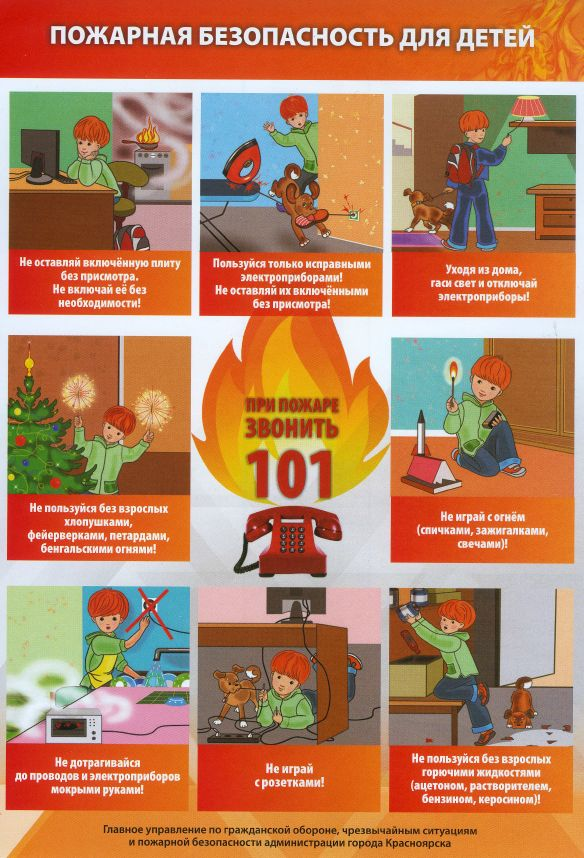 ПОЖАРНАЯ БЕЗОПАСНОСТЬ ДЛЯ ДЕТЕЙ
Не оставляй включённую плиту
без присмотра.
Не включай её без
необходимости!
Пользуйся только исправными
электроприборами!
Не оставляй их включёнными
без присмотра!
Уходя из дома,
гаси свет и отключай
электроприборы!
Не пользуйся без взрослых
хлопушками,
фейерверками, петардами,
бенгальскими огнями!
ПРИ ПОЖАРЕ
ЗВОНИТЬ
101
Не играй с огнём
(спичками, зажигалками,
свечами)!
Не дотрагивайся
до проводов и электроприборов
мокрыми руками!
Не играй
с розетками!
Не пользуйся без взрослых
горючими жидкостями
(ацетоном, растворителем,
бензином, керосином)!
Главное управление по гражданской обороне, чрезвычайным ситуациям
и пожарной безопасности администрации города Красноярска